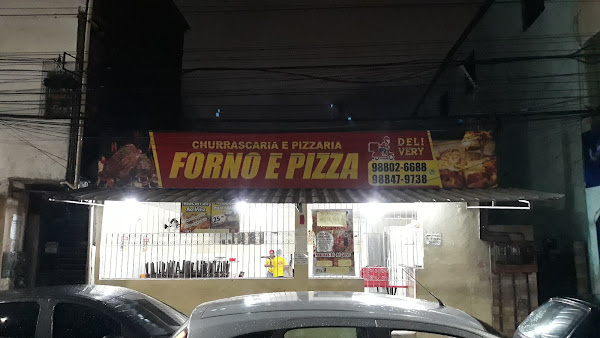 CHURRASCARIA E PIZZARIA
FORNO E PIZZA
DELI
VERY
98802-6688
98847-9738